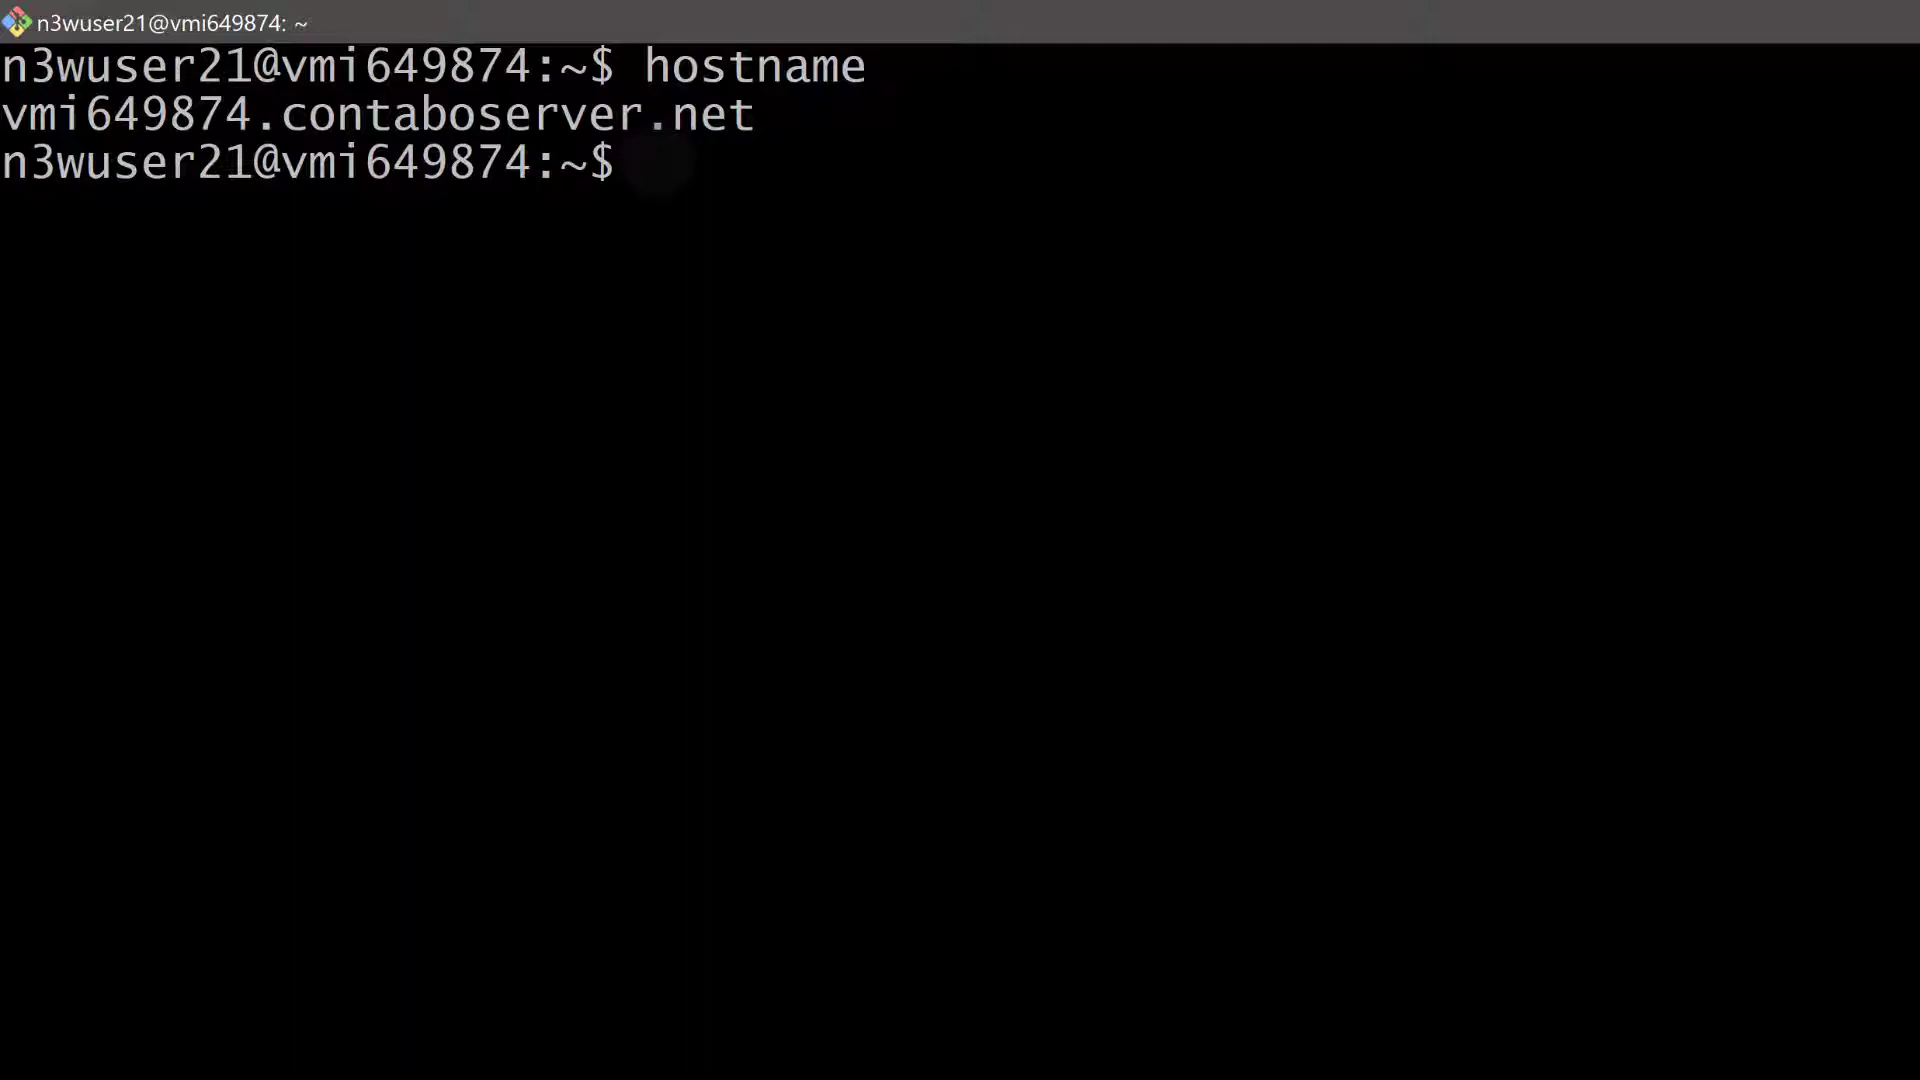 n3wuser21@vmi649874: ~
n3wuser21@vmi649874:~$ hostname
vmi649874.contaboserver.net
n3wuser21@vmi649874:~$